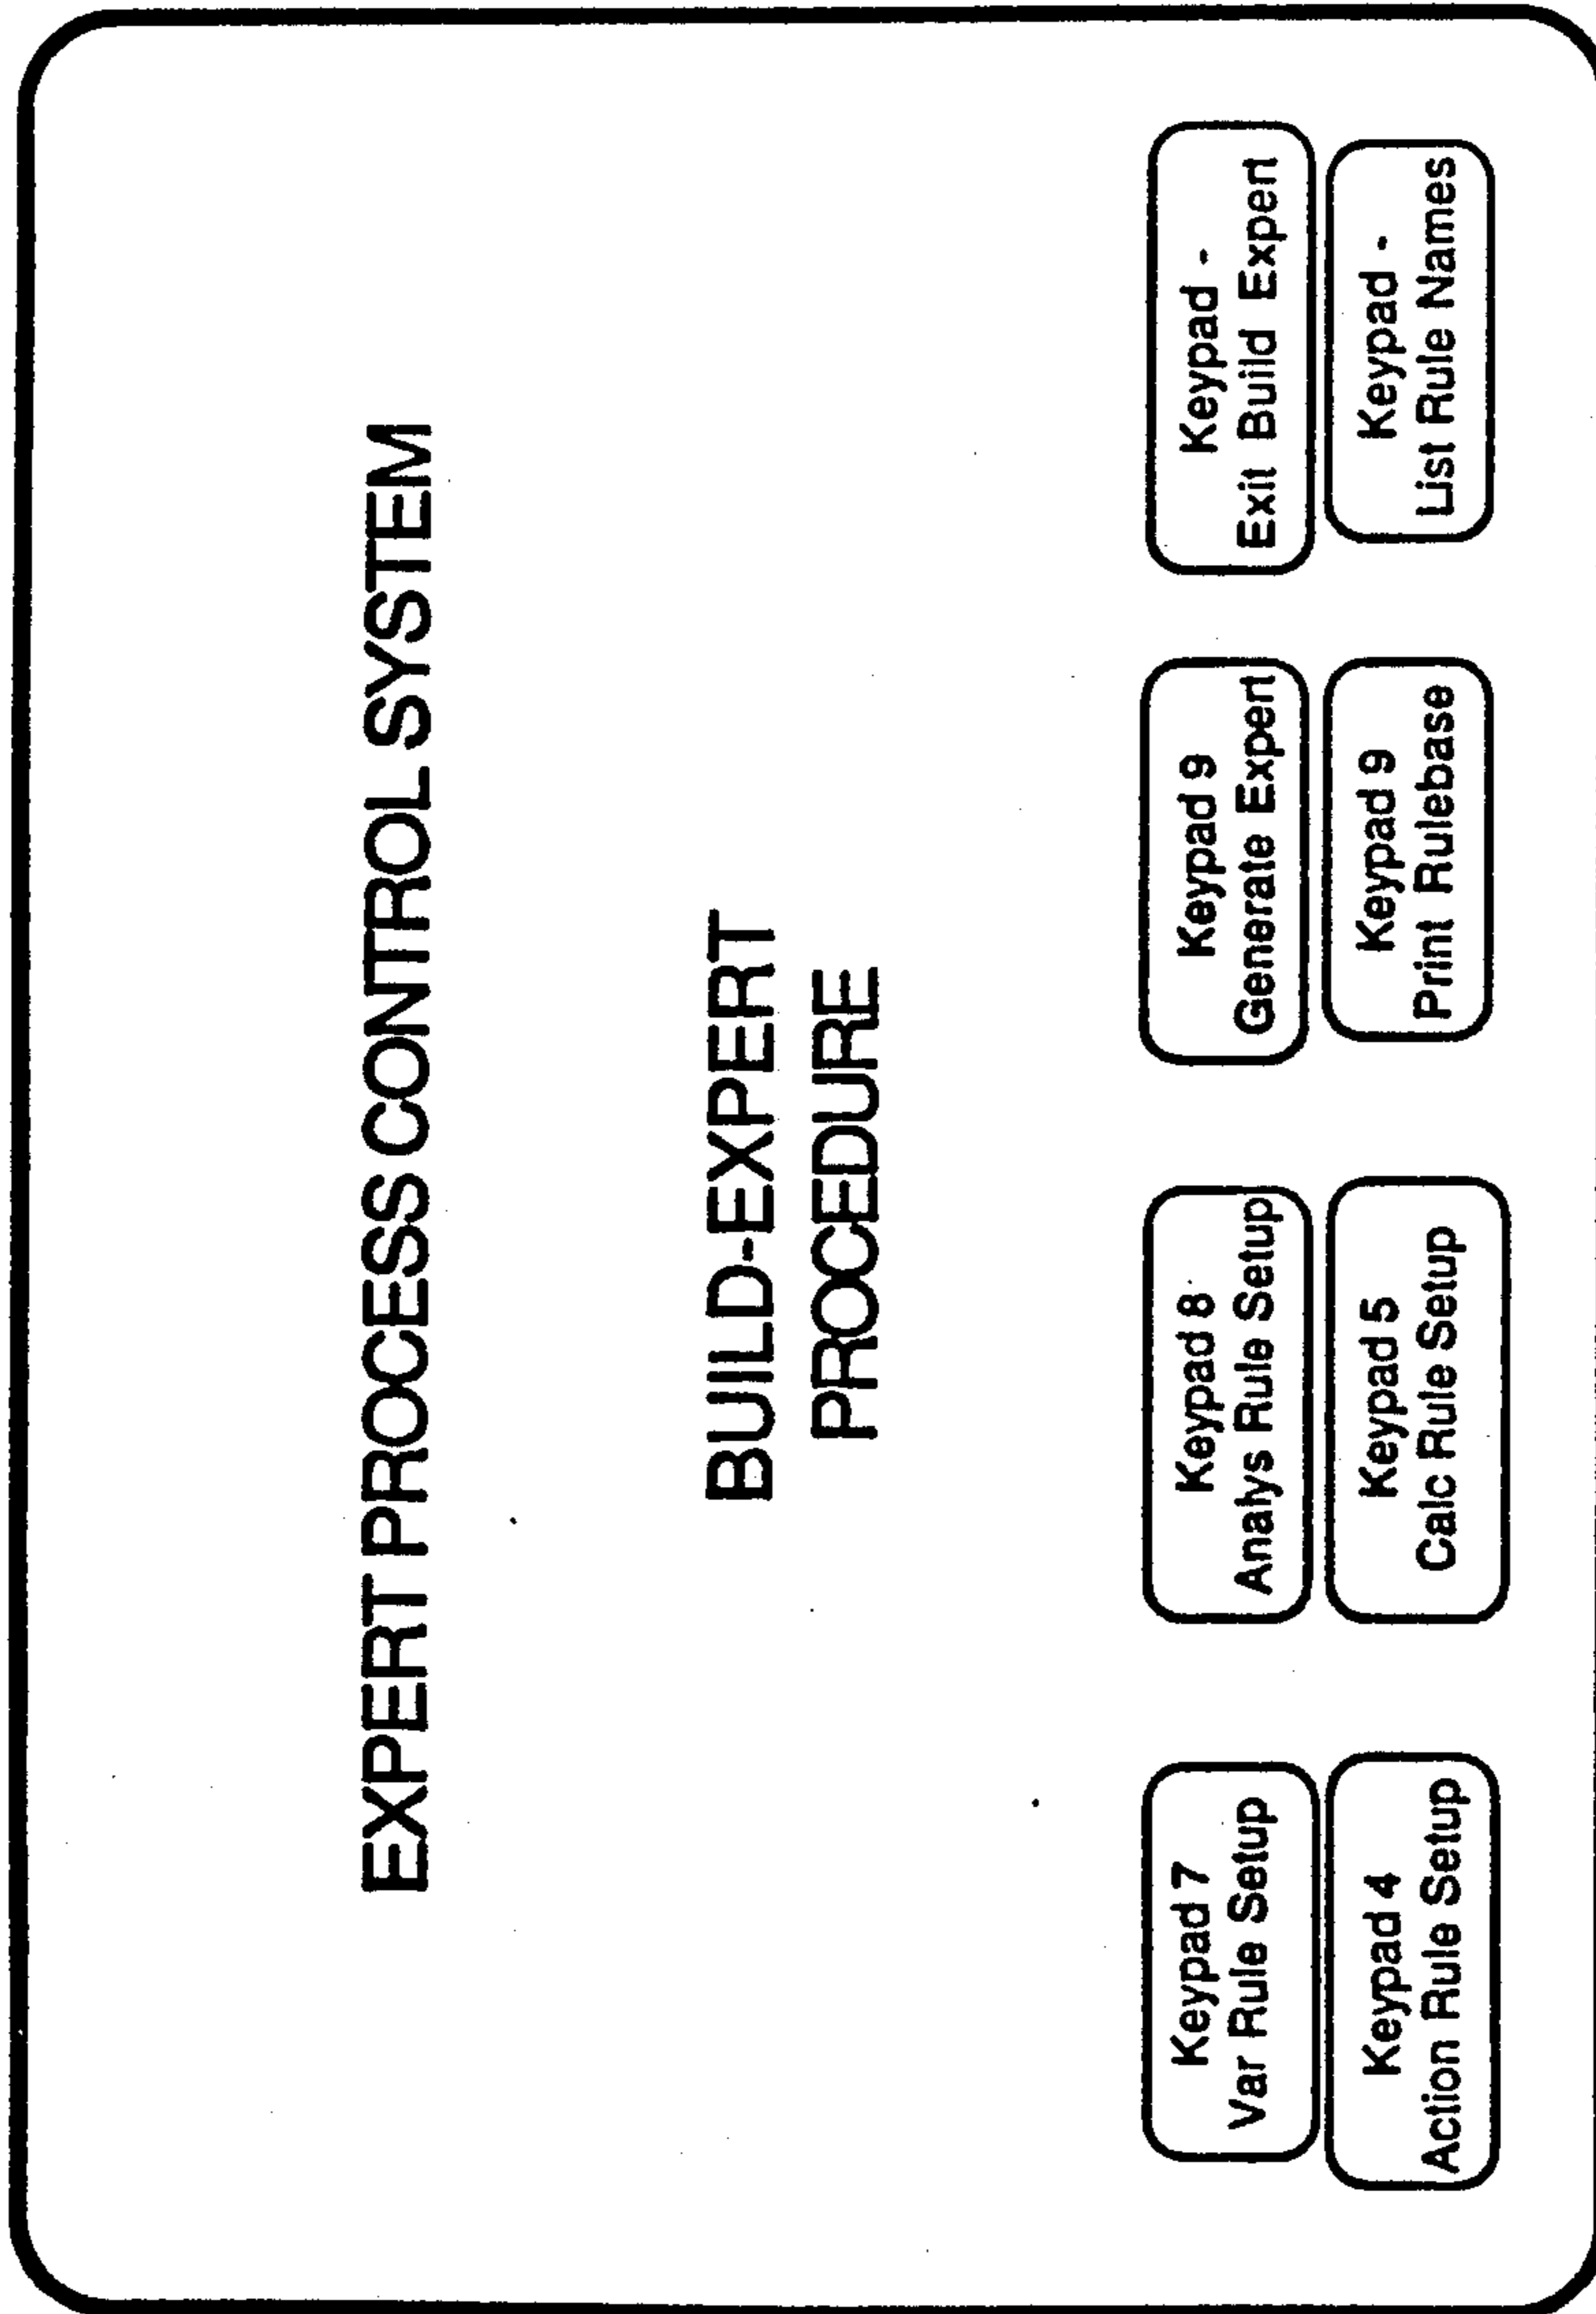 EXPERT PROCESS CONTROL SYSTEM
BUILD-EXPERT
PROCEDURE
Keypad 7
Var Rule Setup
Keypad 8
Analys Rule Setup
Keypad 9
Generate Expert
Keypad -
Exit Build Expert
Keypad 4
Action Rule Setup
Keypad 5
Calc Rule Setup
Keypad 9
Print Rulebase
Keypad -
List Rule Names